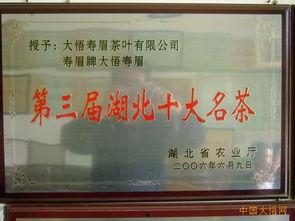 授予：大悟寿眉茶叶有限公司
寿眉牌大悟寿眉
第三届湖北十大名茶
湖北省农业厅
二〇〇六年六月九日
中国大悟网